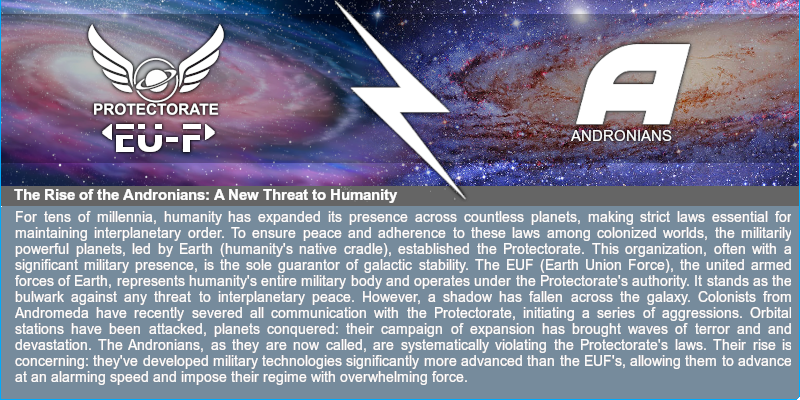 PROTECTORATE
EU-F
A
ANDRONIANS
The Rise of the Andronians: A New Threat to Humanity
For tens of millennia, humanity has expanded its presence across countless planets, making strict laws essential for
maintaining interplanetary order. To ensure peace and adherence to these laws among colonized worlds, the militarily
powerful planets, led by Earth (humanity's native cradle), established the Protectorate. This organization, often with a
significant military presence, is the sole guarantor of galactic stability. The EUF (Earth Union Force), the united armed
forces of Earth, represents humanity's entire military body and operates under the Protectorate's authority. It stands as the
bulwark against any threat to interplanetary peace. However, a shadow has fallen across the galaxy. Colonists from
Andromeda have recently severed all communication with the Protectorate, initiating a series of aggressions. Orbital
stations have been attacked, planets conquered: their campaign of expansion has brought waves of terror and and
devastation. The Andronians, as they are now called, are systematically violating the Protectorate's laws. Their rise is
concerning: they've developed military technologies significantly more advanced than the EUF's, allowing them to advance
at an alarming speed and impose their regime with overwhelming force.